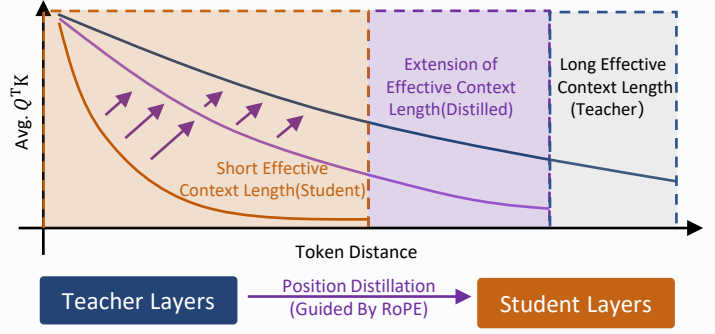 Avg. QᵀK
Extension of
Effective Context
Length(Distilled)
Long Effective
Context Length
(Teacher)
Short Effective
Context Length(Student)
Token Distance
Teacher Layers
Position Distillation
(Guided By RoPE)
Student Layers